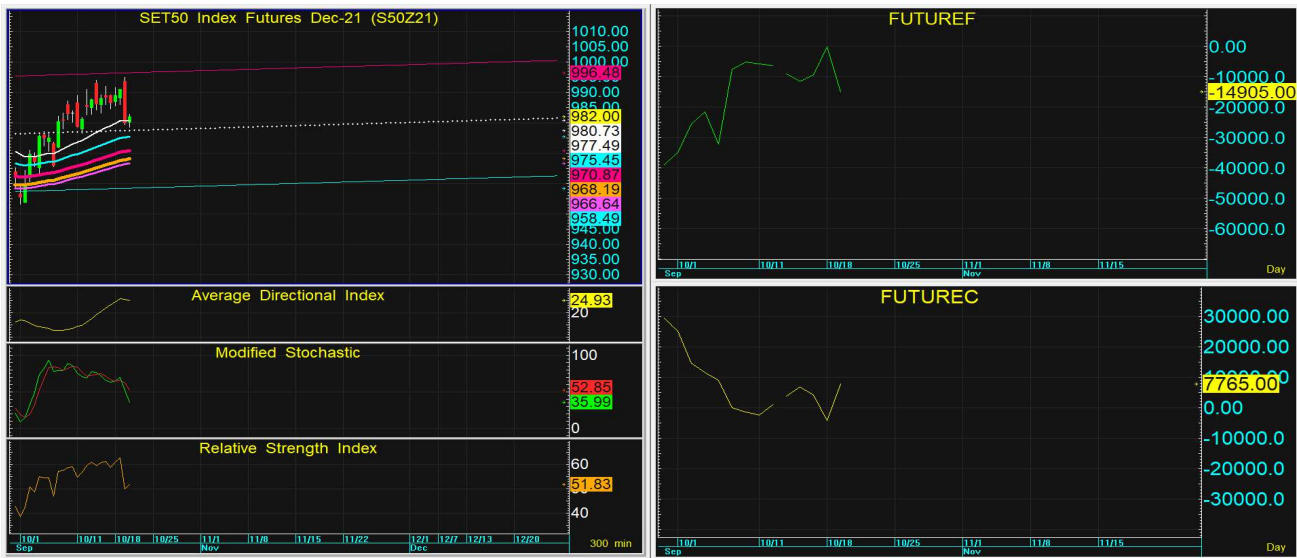 SET50 Index Futures Dec-21 (S50Z21)
1010.00
1005.00
1000.00
996.48
990.00
985.00
982.00
980.73
977.49
975.45
970.87
968.19
966.64
958.49
945.00
940.00
935.00
930.00
Average Directional Index
24.93
20
Modified Stochastic
100
52.85
35.99
0
Relative Strength Index
60
51.83
40
10/1 10/11 10/18 10/25 11/1 11/8 11/15 11/22 12/1 12/7 12/13 12/20
Sep Nov Dec
300 min
FUTUREF
0.00
-10000.0
-14905.00
-20000.0
-30000.0
-40000.0
-50000.0
-60000.0
10/1 10/11 10/18 10/25 11/1 11/8 11/15
Sep Nov
Day
FUTUREC
30000.00
20000.00
7765.00
0.00
-10000.0
-20000.0
-30000.0
10/1 10/11 10/18 10/25 11/1 11/8 11/15
Sep Nov
Day